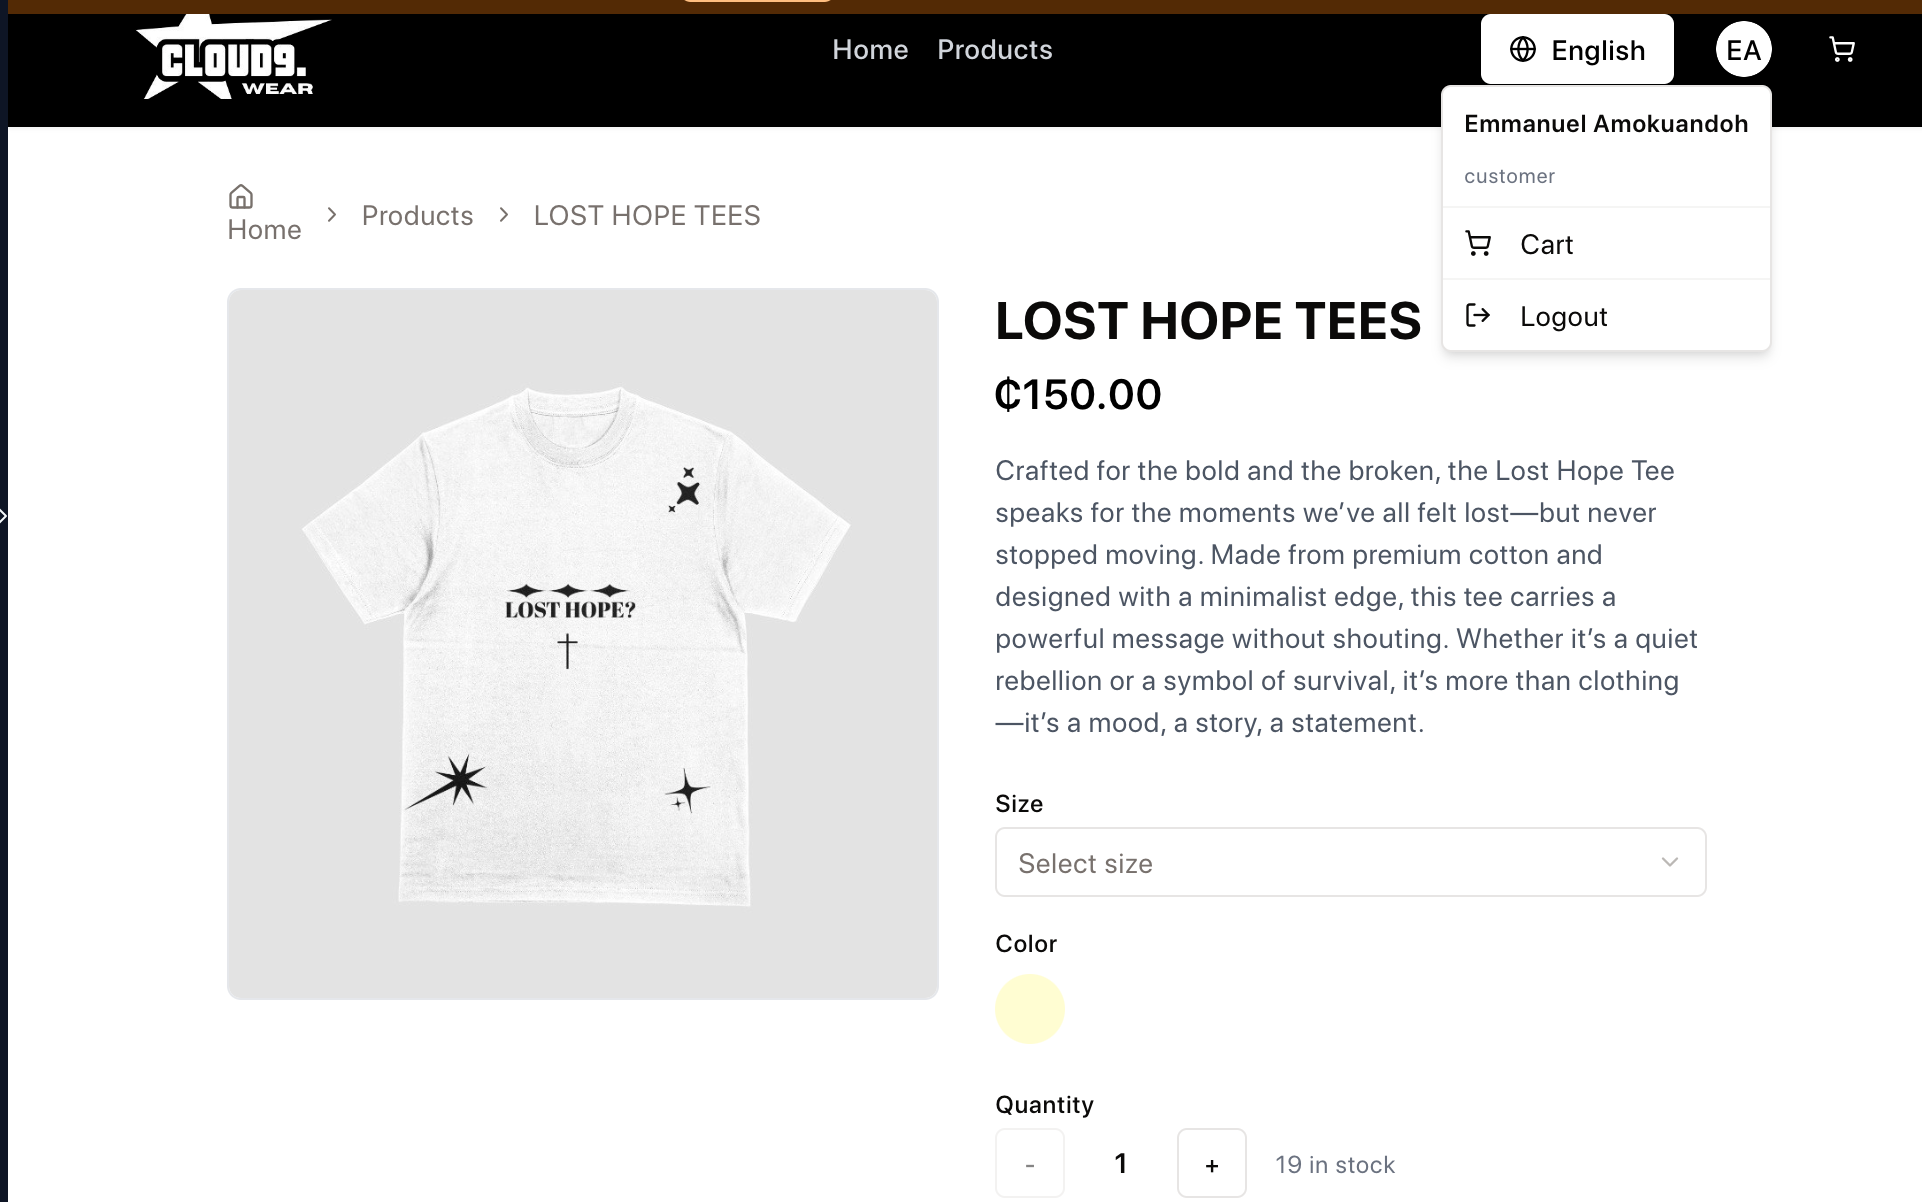 CLOUD9.
WEAR
Home Products
English
EA
Emmanuel Amokuandoh
customer
Cart
Logout
Home > Products > LOST HOPE TEES
LOST HOPE?
LOST HOPE TEES
₵150.00
Crafted for the bold and the broken, the Lost Hope Tee
speaks for the moments we’ve all felt lost—but never
stopped moving. Made from premium cotton and
designed with a minimalist edge, this tee carries a
powerful message without shouting. Whether it’s a quiet
rebellion or a symbol of survival, it’s more than clothing
—it’s a mood, a story, a statement.
Size
Select size
Color
Quantity
- 1 + 19 in stock